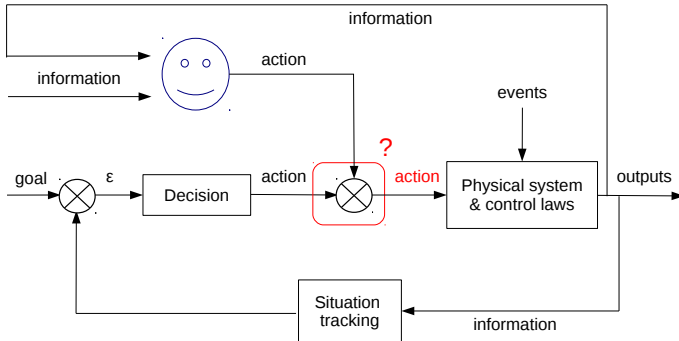 information
information
action
events
?
goal
ε
Decision
action
action
Physical system
& control laws
outputs
Situation
tracking
information